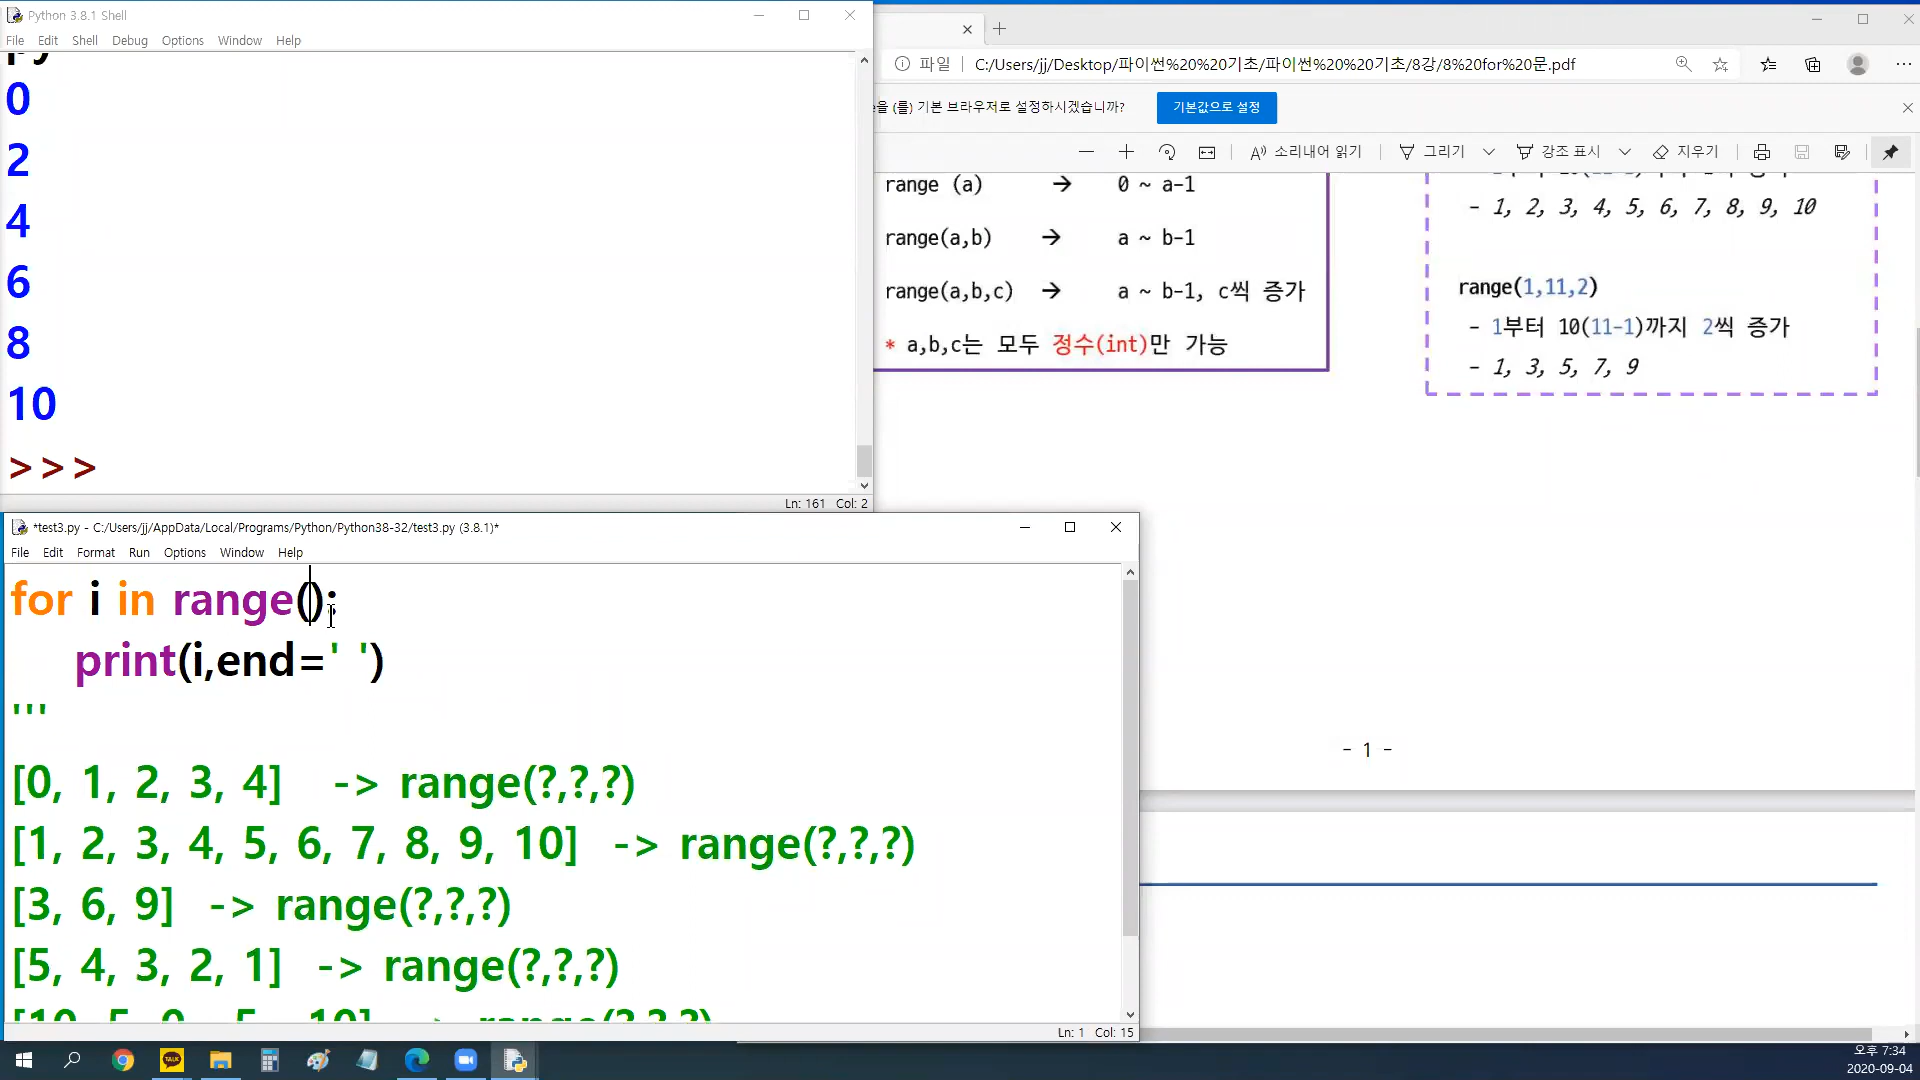 Python 3.8.1 Shell
File Edit Shell Debug Options Window Help
0
2
4
6
8
10
>>>
Ln: 161 Col: 2
파일 C:/Users/jj/Desktop/파이썬%20%20기초/파이썬%20%20기초/8강/8%20for%20문.pdf
을 (를) 기본 브라우저로 설정하시겠습니까? 기본값으로 설정
소리내어 읽기 그리기 강조 표시 지우기
range (a) → 0 ~ a-1
range(a,b) → a ~ b-1
range(a,b,c) → a ~ b-1, c씩 증가
* a,b,c는 모두 정수(int)만 가능
- 1, 2, 3, 4, 5, 6, 7, 8, 9, 10
range(1,11,2)
- 1부터 10(11-1)까지 2씩 증가
- 1, 3, 5, 7, 9
- 1 -
*test3.py - C:/Users/jj/AppData/Local/Programs/Python/Python38-32/test3.py (3.8.1)*
File Edit Format Run Options Window Help
for i in range():
print(i,end=' ')
'''
[0, 1, 2, 3, 4] -> range(?,?,?)
[1, 2, 3, 4, 5, 6, 7, 8, 9, 10] -> range(?,?,?)
[3, 6, 9] -> range(?,?,?)
[5, 4, 3, 2, 1] -> range(?,?,?)
Ln: 1 Col: 15
TALK
오후 7:34
2020-09-04